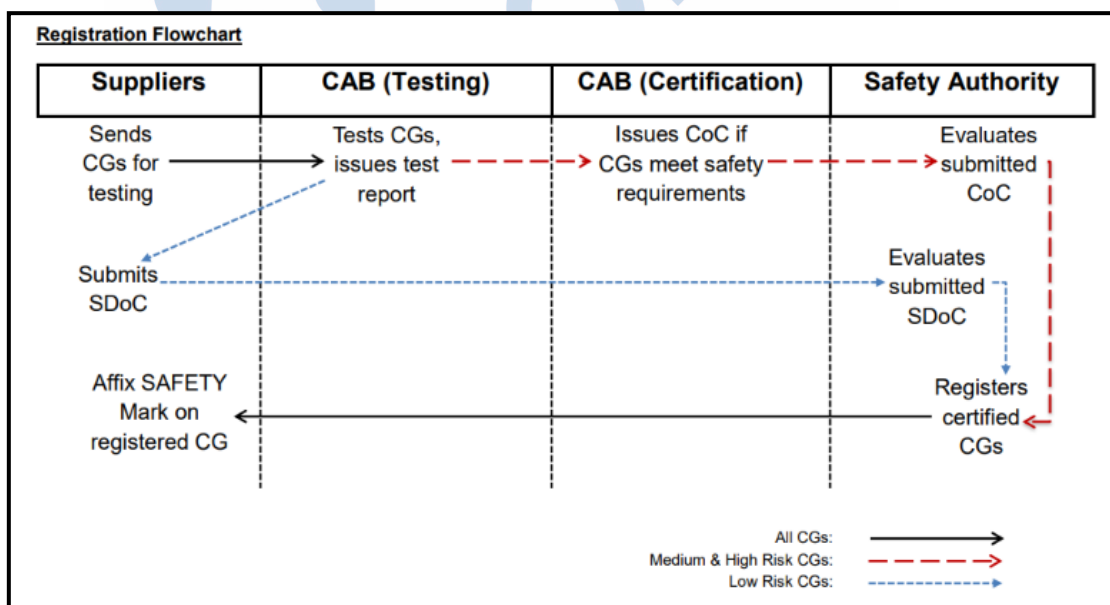 Registration Flowchart
Suppliers
CAB (Testing)
CAB (Certification)
Safety Authority
Sends
CGs for
testing
Tests CGs,
issues test
report
Issues CoC if
CGs meet safety
requirements
Evaluates
submitted
CoC
Submits
SDoC
Evaluates
submitted
SDoC
Affix SAFETY
Mark on
registered CG
Registers
certified
CGs
All CGs:
Medium & High Risk CGs:
Low Risk CGs: